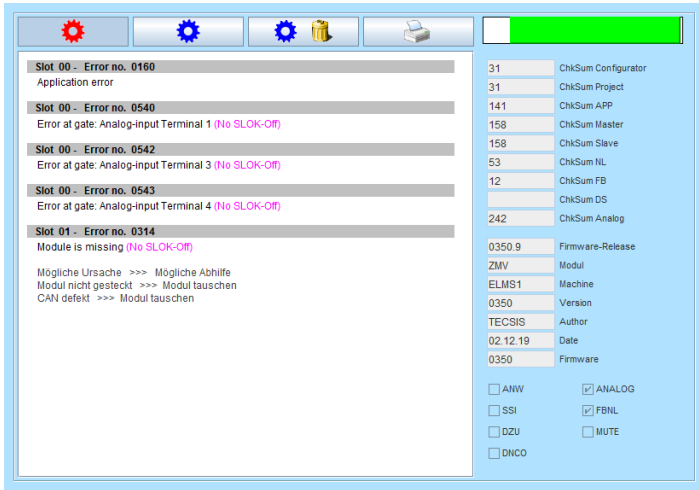 Slot 00 - Error no. 0160
Application error
Slot 00 - Error no. 0540
Error at gate: Analog-input Terminal 1 (No SLOK-Off)
Slot 00 - Error no. 0542
Error at gate: Analog-input Terminal 3 (No SLOK-Off)
Slot 00 - Error no. 0543
Error at gate: Analog-input Terminal 4 (No SLOK-Off)
Slot 01 - Error no. 0314
Module is missing (No SLOK-Off)
Mögliche Ursache >>> Mögliche Abhilfe
Modul nicht gesteckt >>> Modul tauschen
CAN defekt >>> Modul tauschen
31 ChkSum Configurator
31 ChkSum Project
141 ChkSum APP
158 ChkSum Master
158 ChkSum Slave
53 ChkSum NL
12 ChkSum FB
ChkSum DS
242 ChkSum Analog
0350.9 Firmware-Release
ZMV Modul
ELMS1 Machine
0350 Version
TECSIS Author
02.12.19 Date
0350 Firmware
ANW ANALOG
SSI FBNL
DZU MUTE
DNCO